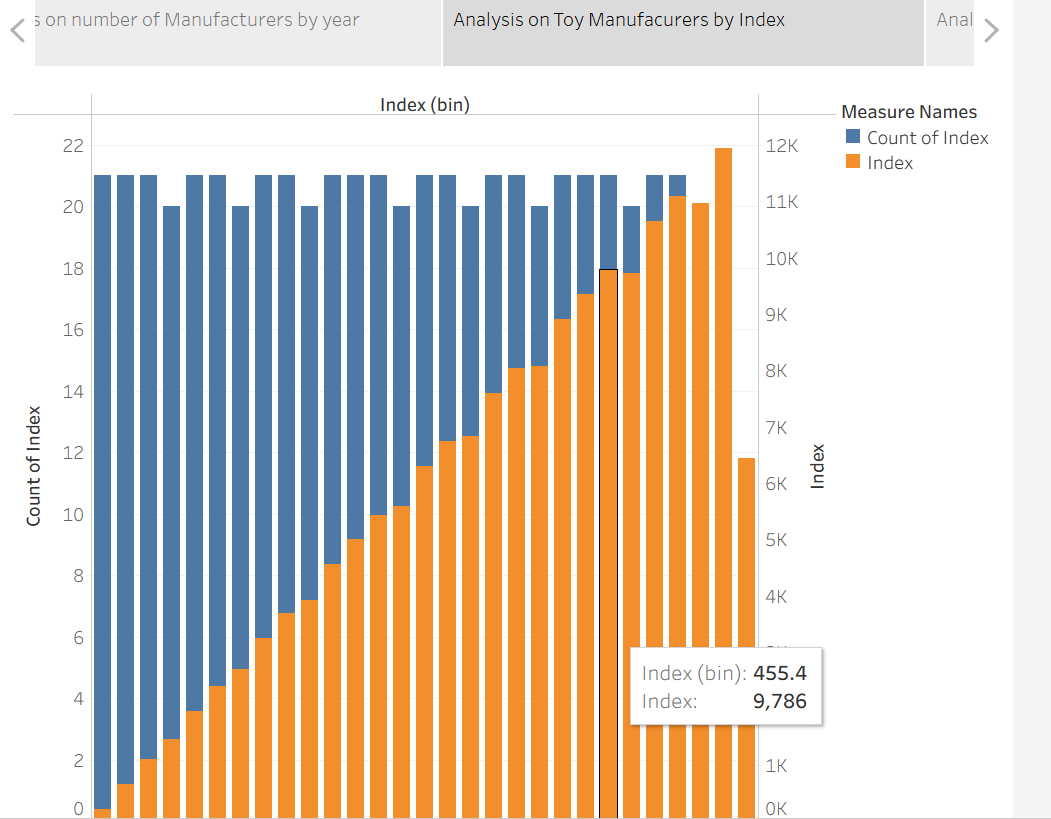 s on number of Manufacturers by year
Analysis on Toy Manufacurers by Index
Anal
Index (bin)
Measure Names
Count of Index
Index
22
20
18
16
14
12
10
8
6
4
2
0
Count of Index
12K
11K
10K
9K
8K
7K
6K
5K
4K
1K
0K
Index
Index (bin): 455.4
Index: 9,786